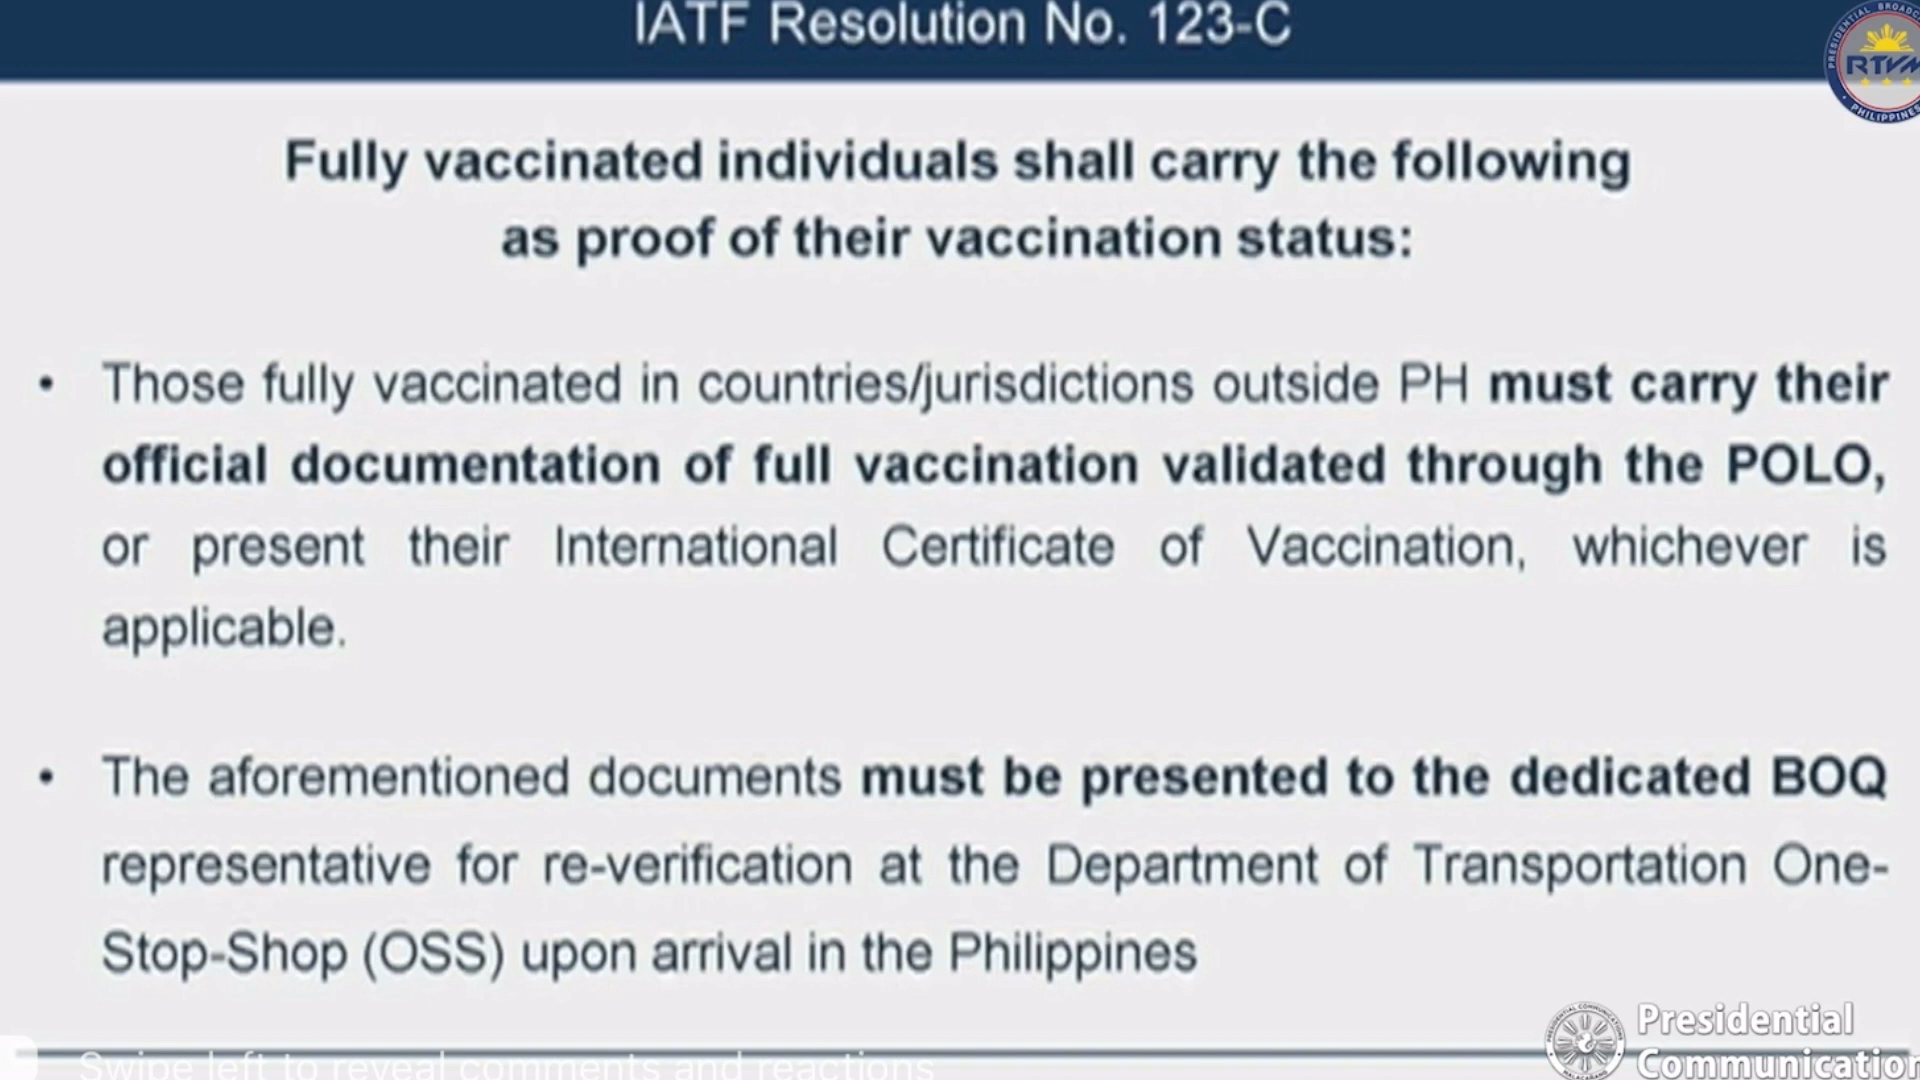 IATF Resolution No. 123-C
RTVM
PHILIPPINES
Fully vaccinated individuals shall carry the following
as proof of their vaccination status:
• Those fully vaccinated in countries/jurisdictions outside PH must carry their
official documentation of full vaccination validated through the POLO,
or present their International Certificate of Vaccination, whichever is
applicable.
• The aforementioned documents must be presented to the dedicated BOQ
representative for re-verification at the Department of Transportation One-
Stop-Shop (OSS) upon arrival in the Philippines
Presidential
Communication
Swipe left to reveal comments and reactions